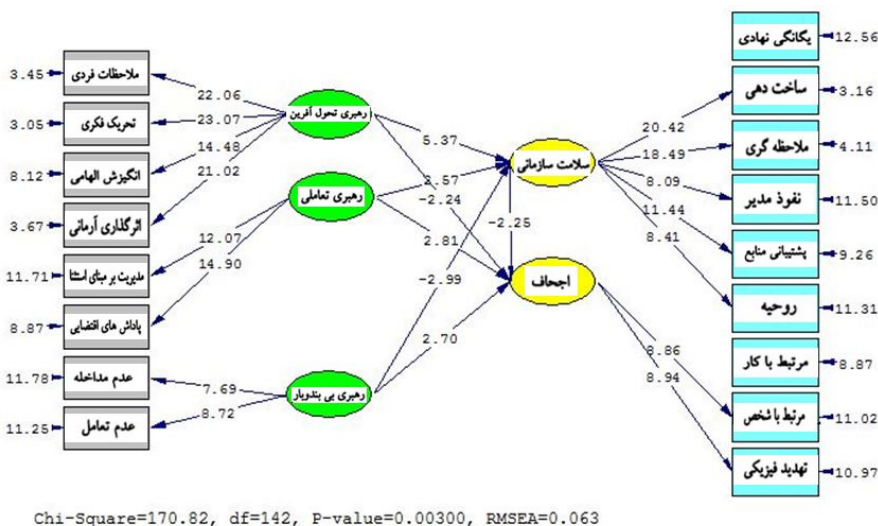 3.45 ملاحظات فردی
3.05 تحریک فکری
8.12 انگیزش الهامی
3.67 اثرگذاری آرمانی
11.71 مدیریت بر مبنای استثنا
8.87 پاداش های اقتضایی
11.78 عدم مداخله
11.25 عدم تعامل
22.06
23.07
14.48
21.02
12.07
14.90
7.69
8.72
رهبری تحول آفرین
رهبری تعاملی
رهبری بی بندوبار
5.37
-2.24
2.81
-2.25
-2.99
2.70
سلامت سازمانی
اجحاف
20.42
18.49
8.09
11.44
8.41
8.94
یگانگی نهادی 12.56
ساخت دهی 3.16
ملاحظه گری 4.11
نفوذ مدیر 11.50
پشتیبانی منابع 9.26
روحیه 11.31
مرتبط با کار 8.87
مرتبط با شخص 11.02
تهدید فیزیکی 10.97
Chi-Square=170.82, df=142, P-value=0.00300, RMSEA=0.063